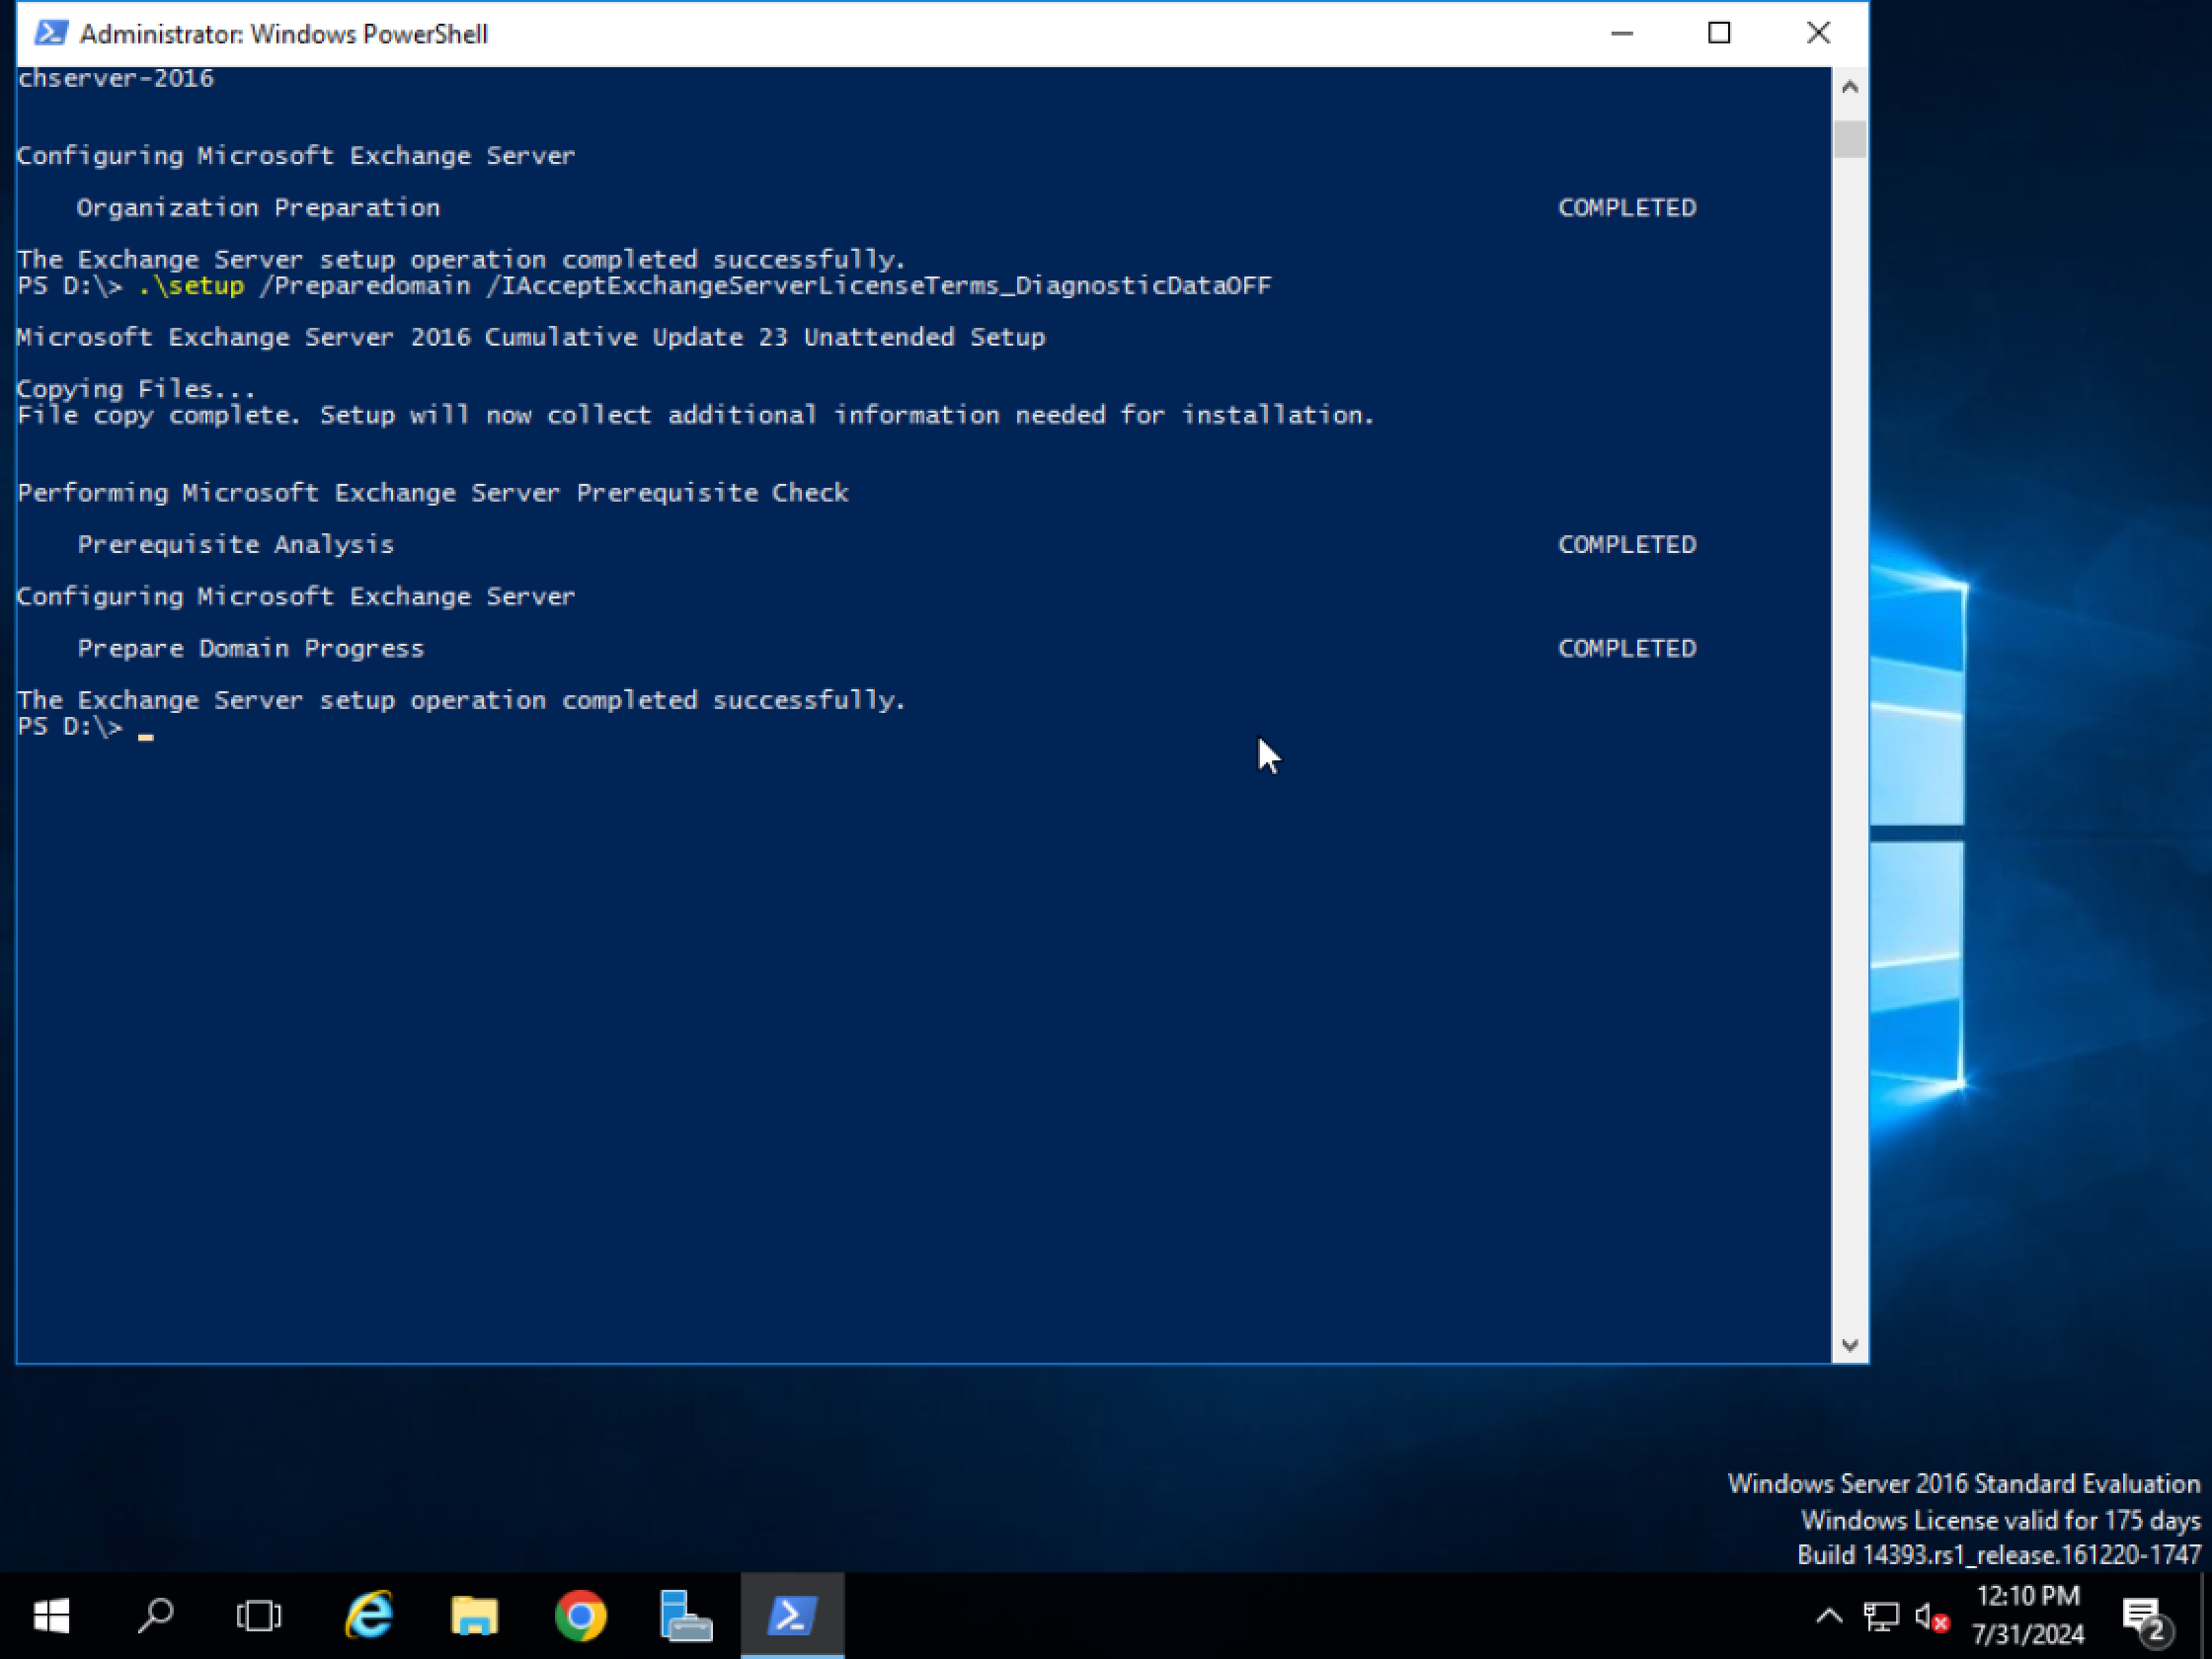 Administrator: Windows PowerShell
chserver-2016
Configuring Microsoft Exchange Server
Organization Preparation COMPLETED
The Exchange Server setup operation completed successfully.
PS D:\> .\setup /Preparedomain /IAcceptExchangeServerLicenseTerms_DiagnosticDataOFF
Microsoft Exchange Server 2016 Cumulative Update 23 Unattended Setup
Copying Files...
File copy complete. Setup will now collect additional information needed for installation.
Performing Microsoft Exchange Server Prerequisite Check
Prerequisite Analysis COMPLETED
Configuring Microsoft Exchange Server
Prepare Domain Progress COMPLETED
The Exchange Server setup operation completed successfully.
PS D:\> _
Windows Server 2016 Standard Evaluation
Windows License valid for 175 days
Build 14393.rs1_release.161220-1747
12:10 PM
7/31/2024
2